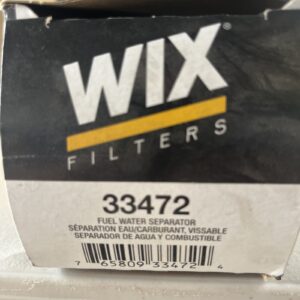 WIX
FILTERS
33472
FUEL WATER SEPARATOR
SÉPARATION EAU/CARBURANT, VISSABLE
SEPARADOR DE AGUA Y COMBUSTIBLE
7 65809 33472 4